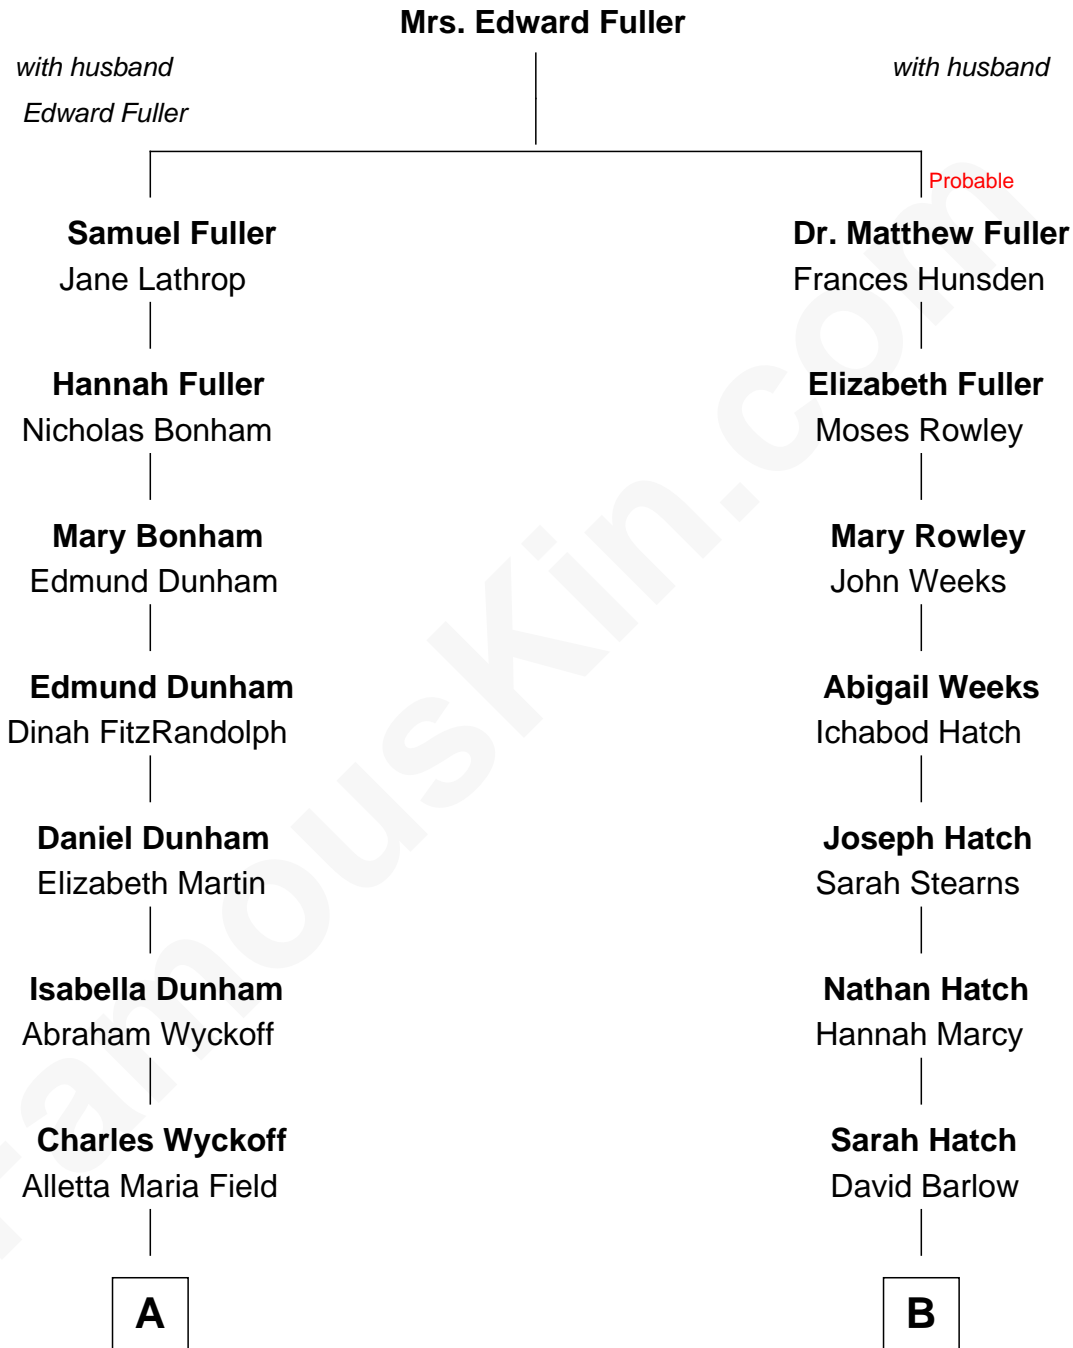 Mrs. Edward Fuller
with husband
Edward Fuller
with husband
Probable
Samuel Fuller
Jane Lathrop
Dr. Matthew Fuller
Frances Hunsden
Hannah Fuller
Nicholas Bonham
Elizabeth Fuller
Moses Rowley
Mary Bonham
Edmund Dunham
Mary Rowley
John Weeks
Edmund Dunham
Dinah FitzRandolph
Abigail Weeks
Ichabod Hatch
Daniel Dunham
Elizabeth Martin
Joseph Hatch
Sarah Stearns
Isabella Dunham
Abraham Wyckoff
Nathan Hatch
Hannah Marcy
Charles Wyckoff
Alletta Maria Field
Sarah Hatch
David Barlow
A
B
FamousKin.com